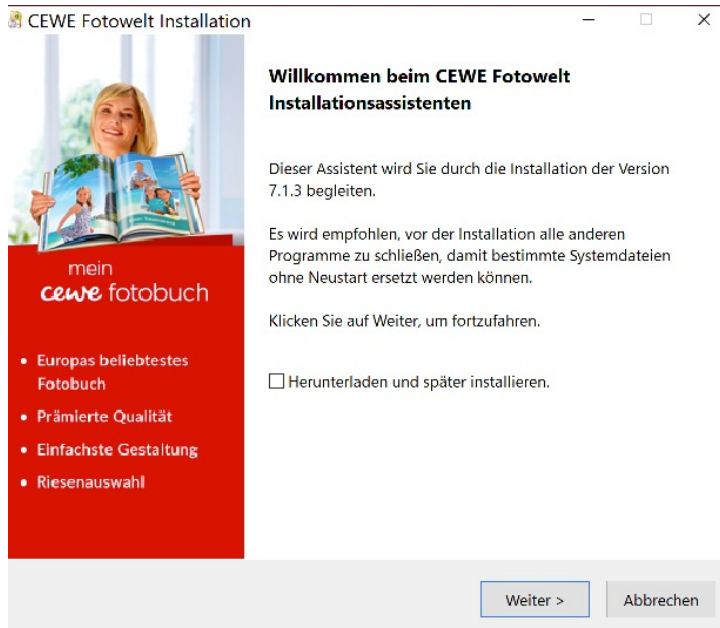 CEWE Fotowelt Installation
Willkommen beim CEWE Fotowelt
Installationsassistenten
Dieser Assistent wird Sie durch die Installation der Version
7.1.3 begleiten.
Es wird empfohlen, vor der Installation alle anderen
Programme zu schließen, damit bestimmte Systemdateien
ohne Neustart ersetzt werden können.
Klicken Sie auf Weiter, um fortzufahren.
Herunterladen und später installieren.
mein
cewe fotobuch
• Europas beliebtestes
Fotobuch
• Prämierte Qualität
• Einfachste Gestaltung
• Riesenauswahl
Weiter >
Abbrechen